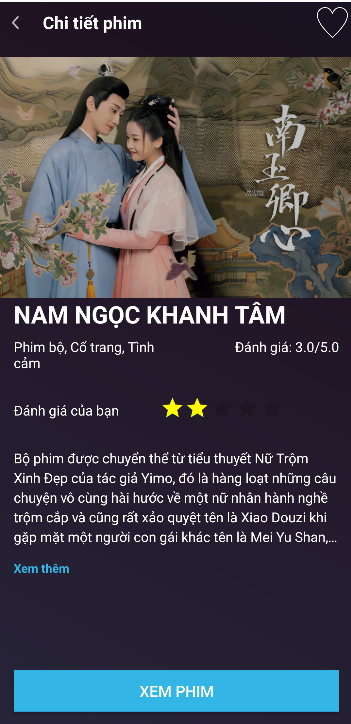 Chi tiết phim
南玉卿心
NAM NGỌC KHANH TÂM
Phim bộ, Cổ trang, Tình
cảm
Đánh giá: 3.0/5.0
Đánh giá của bạn
Bộ phim được chuyển thể từ tiểu thuyết Nữ Trộm
Xinh Đẹp của tác giả Yimo, đó là hàng loạt những câu
chuyện vô cùng hài hước về một nữ nhân hành nghề
trộm cắp và cũng rất xảo quyệt tên là Xiao Douzi khi
gặp mặt một người con gái khác tên là Mei Yu Shan,...
Xem thêm
XEM PHIM